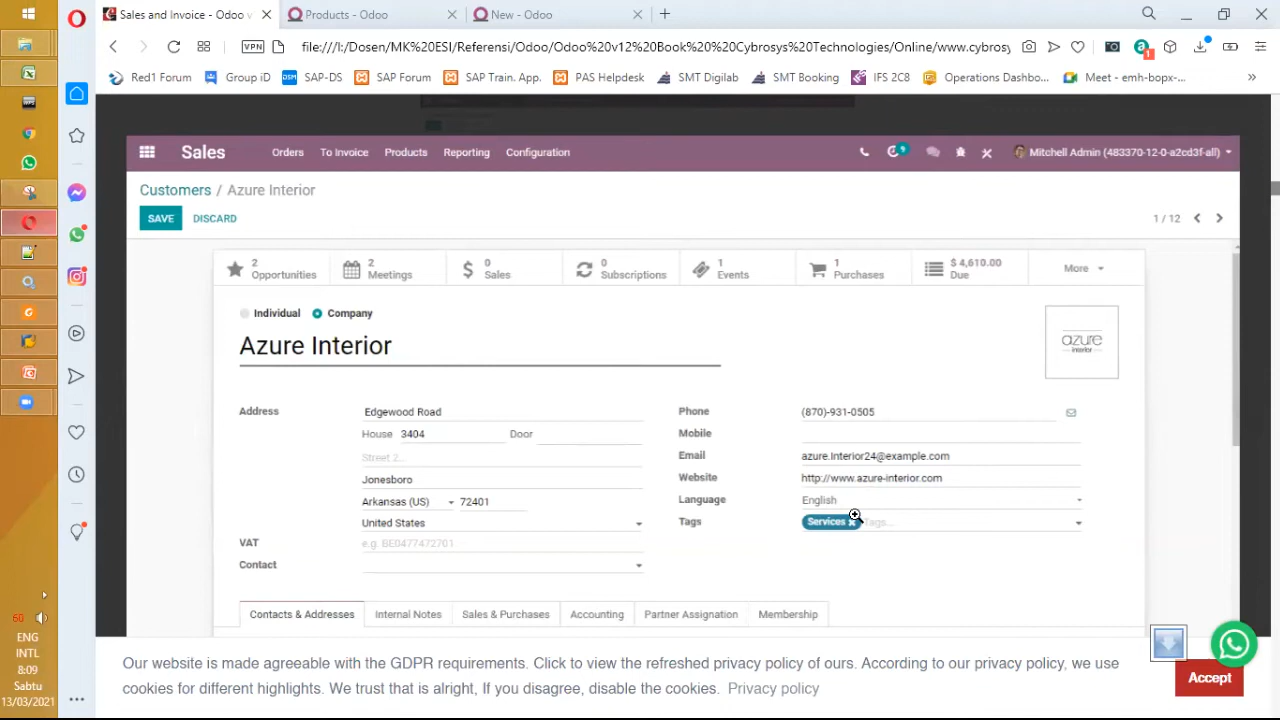 Sales and Invoice - Odoo v
Products - Odoo
New - Odoo
VPN
file:///I:/Dosen/MK%20ESI/Referensi/Odoo/Odoo%20v12%20Book%20%20Cybrosys%20Technologies/Online/www.cybrosy
1
Red1 Forum
Group iD
DSM
SAP-DS
SAP Forum
SAP Train. App.
PAS Helpdesk
SMT Digilab
SMT Booking
IFS 2C8
Operations Dashbo...
Meet - emh-bopx-...
Sales
Orders
To Invoice
Products
Reporting
Configuration
9
Mitchell Admin (483370-12-0-a2cd3f-all)
Customers / Azure Interior
SAVE
DISCARD
1 / 12
2
Opportunities
2
Meetings
0
Sales
0
Subscriptions
1
Events
1
Purchases
$ 4,610.00
Due
More
Individual
Company
Azure Interior
azure
interior
Address
Edgewood Road
House 3404
Door
Street 2...
Jonesboro
Arkansas (US)
72401
United States
VAT
e.g. BE0477472701
Contact
Phone
(870)-931-0505
Mobile
Email
azure.Interior24@example.com
Website
http://www.azure-interior.com
Language
English
Tags
Services
Tags...
Contacts & Addresses
Internal Notes
Sales & Purchases
Accounting
Partner Assignation
Membership
Our website is made agreeable with the GDPR requirements. Click to view the refreshed privacy policy of ours. According to our privacy policy, we use
cookies for different highlights. We trust that is alright, If you disagree, disable the cookies. Privacy policy
Accept
50
ENG
INTL
8:09
Sabtu
13/03/2021